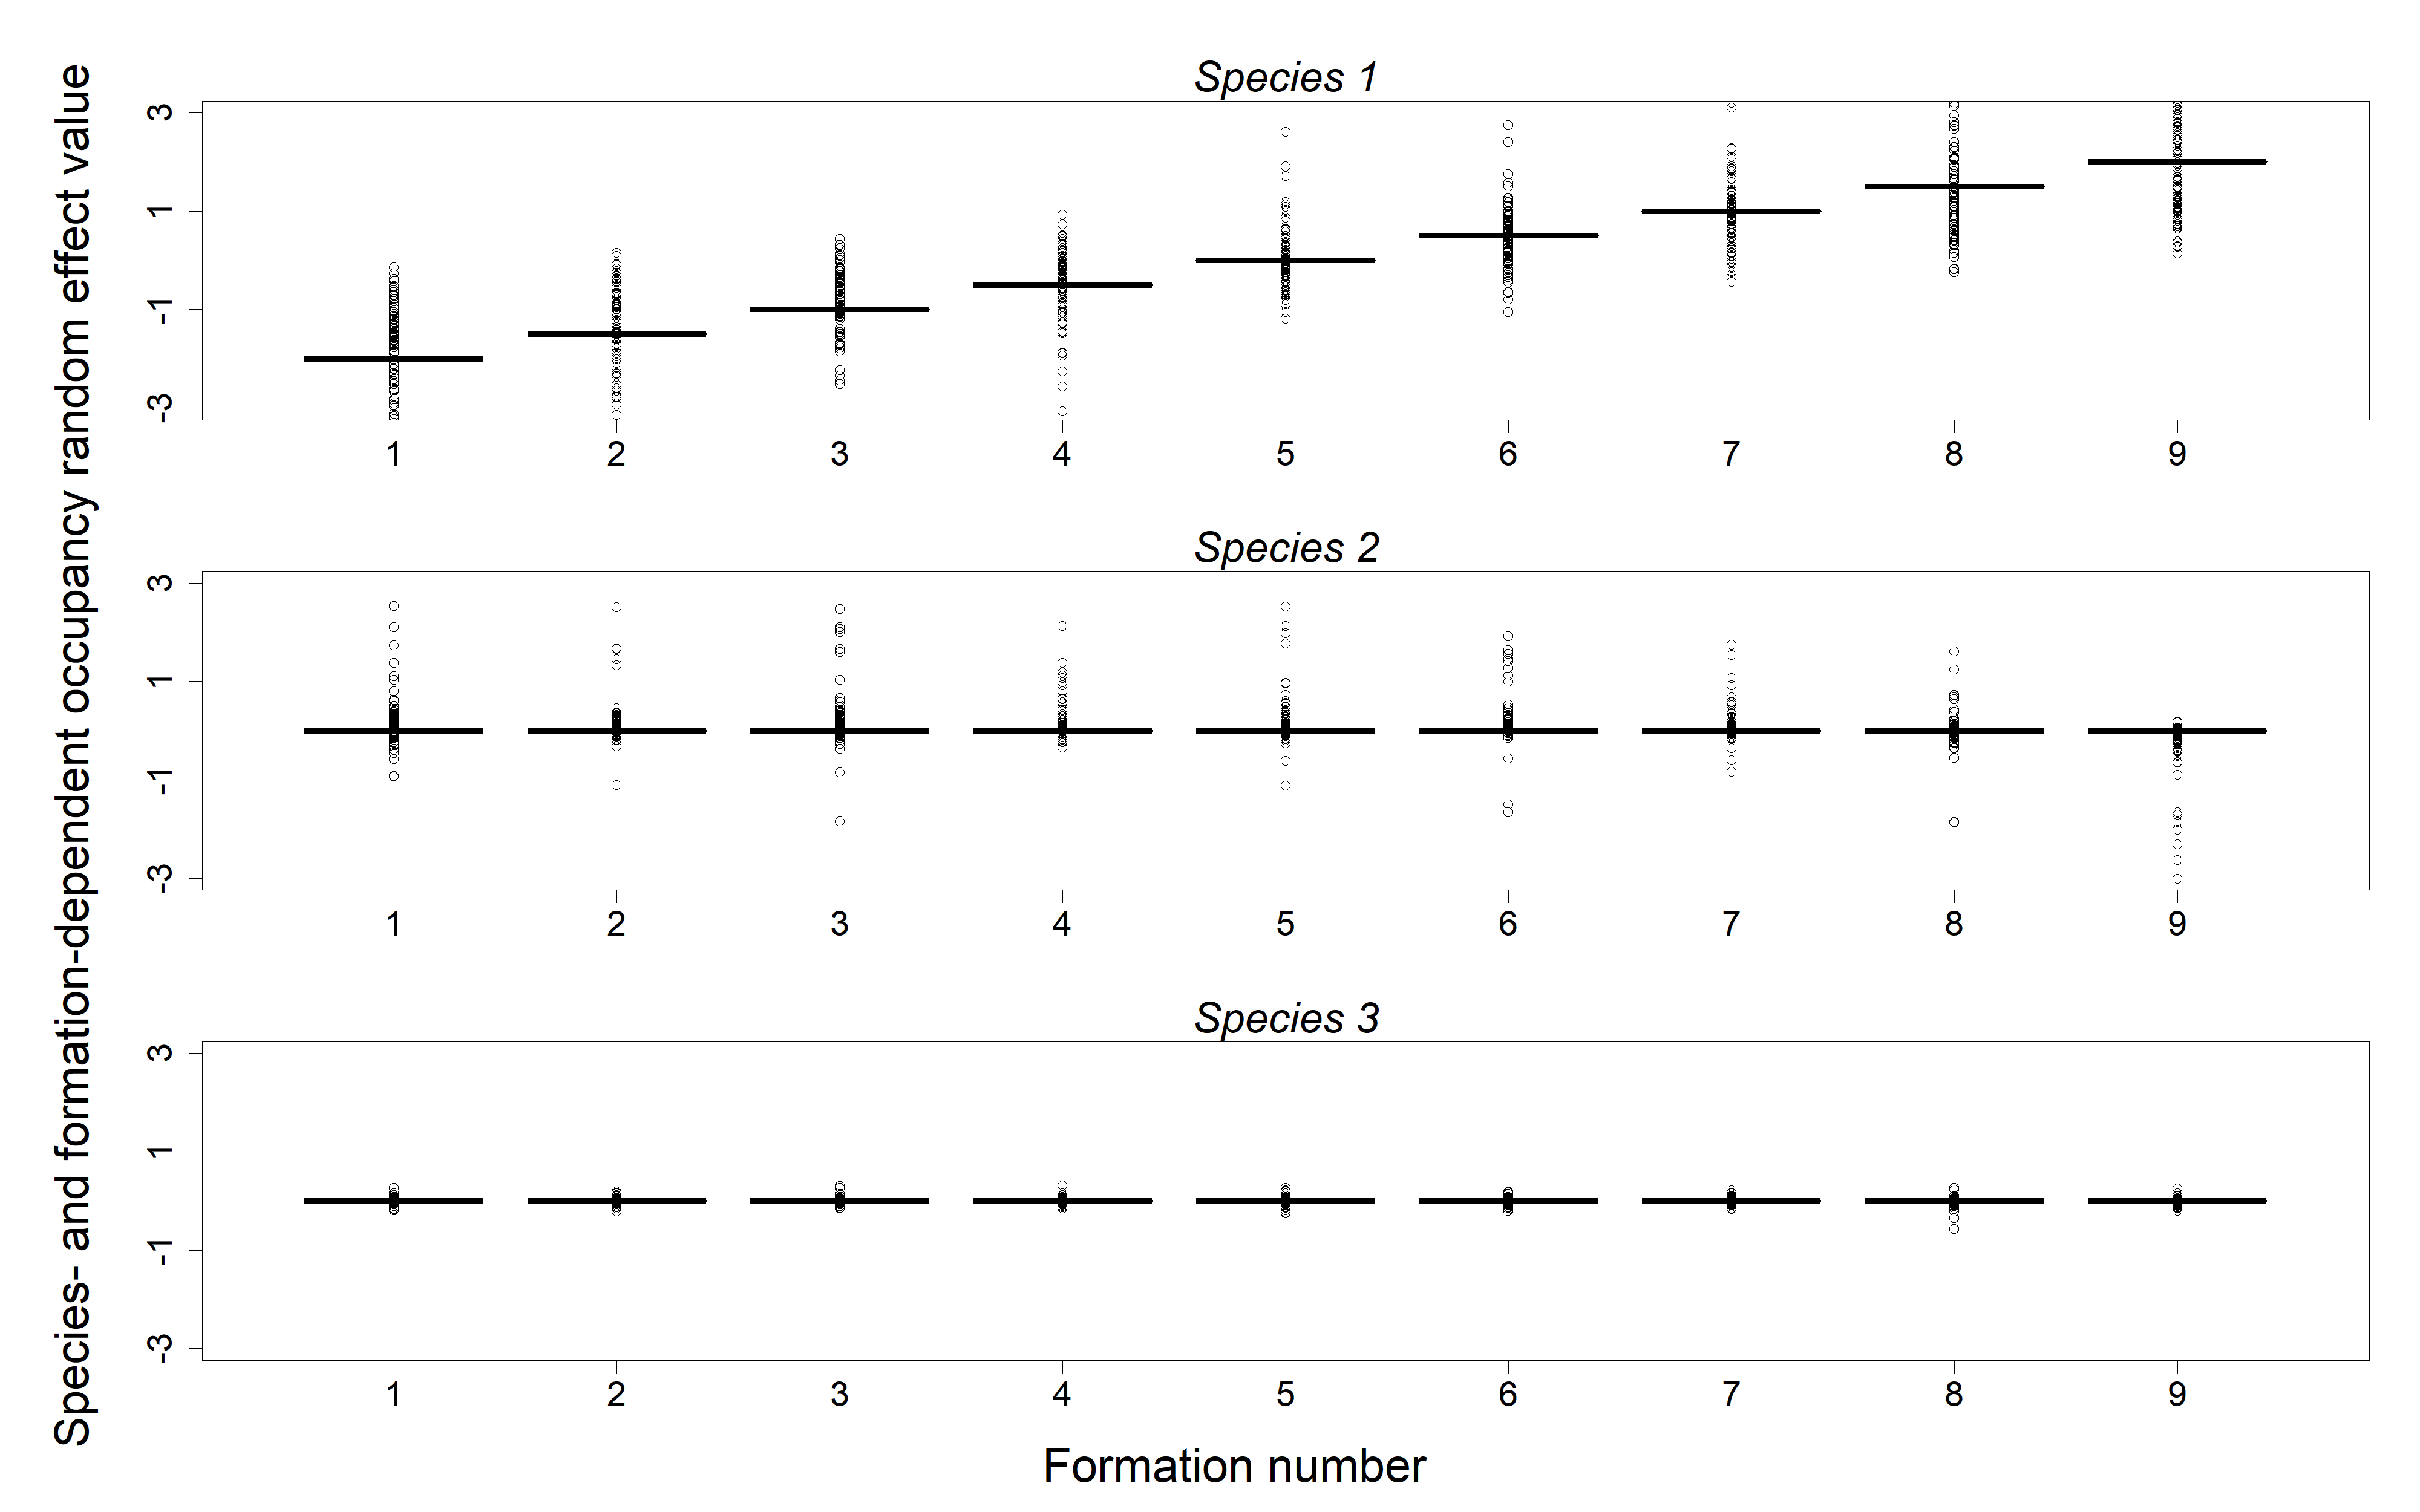 Species- and formation-dependent occupancy random effect value
Species 1
3
1
-1
-3
1 2 3 4 5 6 7 8 9
Species 2
3
1
-1
-3
1 2 3 4 5 6 7 8 9
Species 3
3
1
-1
-3
1 2 3 4 5 6 7 8 9
Formation number